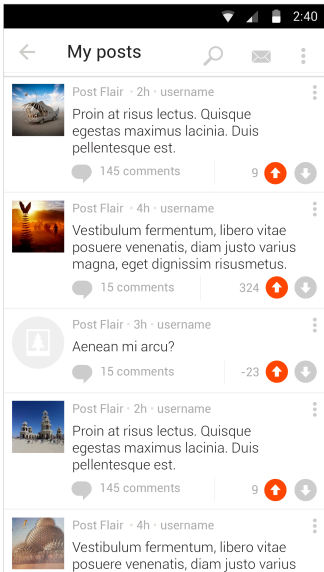 2:40
My posts
Post Flair • 2h • username
Proin at risus lectus. Quisque
egestas maximus lacinia. Duis
pellentesque est.
145 comments
9
Post Flair • 4h • username
Vestibulum fermentum, libero vitae
posuere venenatis, diam justo varius
magna, eget dignissim risusmetus.
15 comments
324
Post Flair • 3h • username
Aenean mi arcu?
15 comments
-23
Post Flair • 2h • username
Proin at risus lectus. Quisque
egestas maximus lacinia. Duis
pellentesque est.
145 comments
9
Post Flair • 4h • username
Vestibulum fermentum, libero vitae
posuere venenatis, diam justo varius